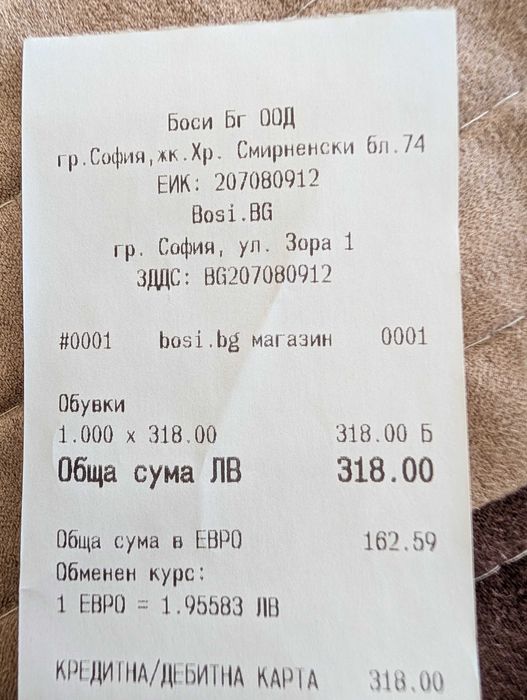 Боси Бг ООД
гр.София,жк.Хр. Смирненски бл.74
ЕИК: 207080912
Bosi.BG
гр. София, ул. Зора 1
ЗДДС: BG207080912
#0001 bosi.bg магазин 0001
Обувки
1.000 x 318.00 318.00 Б
Обща сума ЛВ 318.00
Обща сума в ЕВРО 162.59
Обменен курс:
1 ЕВРО = 1.95583 ЛВ
КРЕДИТНА/ДЕБИТНА КАРТА 318.00